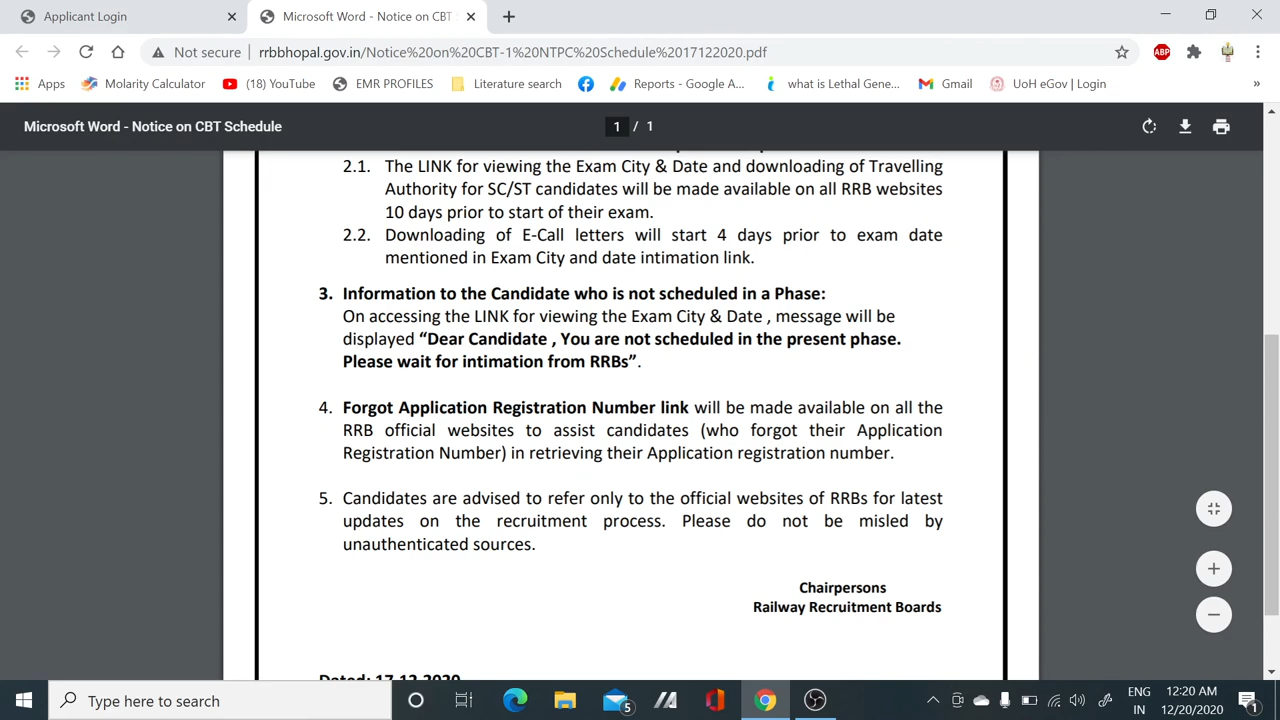 Applicant Login
Microsoft Word - Notice on CBT S
Not secure
rrbbhopal.gov.in/Notice%20on%20CBT-1%20NTPC%20Schedule%2017122020.pdf
ABP
Apps
Molarity Calculator
(18) YouTube
EMR PROFILES
Literature search
Reports - Google A...
what is Lethal Gene...
Gmail
UoH eGov | Login
»
Microsoft Word - Notice on CBT Schedule
1 / 1
2.1. The LINK for viewing the Exam City & Date and downloading of Travelling
Authority for SC/ST candidates will be made available on all RRB websites
10 days prior to start of their exam.
2.2. Downloading of E-Call letters will start 4 days prior to exam date
mentioned in Exam City and date intimation link.
3. Information to the Candidate who is not scheduled in a Phase:
On accessing the LINK for viewing the Exam City & Date , message will be
displayed “Dear Candidate , You are not scheduled in the present phase.
Please wait for intimation from RRBs”.
4. Forgot Application Registration Number link will be made available on all the
RRB official websites to assist candidates (who forgot their Application
Registration Number) in retrieving their Application registration number.
5. Candidates are advised to refer only to the official websites of RRBs for latest
updates on the recruitment process. Please do not be misled by
unauthenticated sources.
Chairpersons
Railway Recruitment Boards
Dated: 17-12-2020
Type here to search
5
ENG
IN
12:20 AM
12/20/2020
1